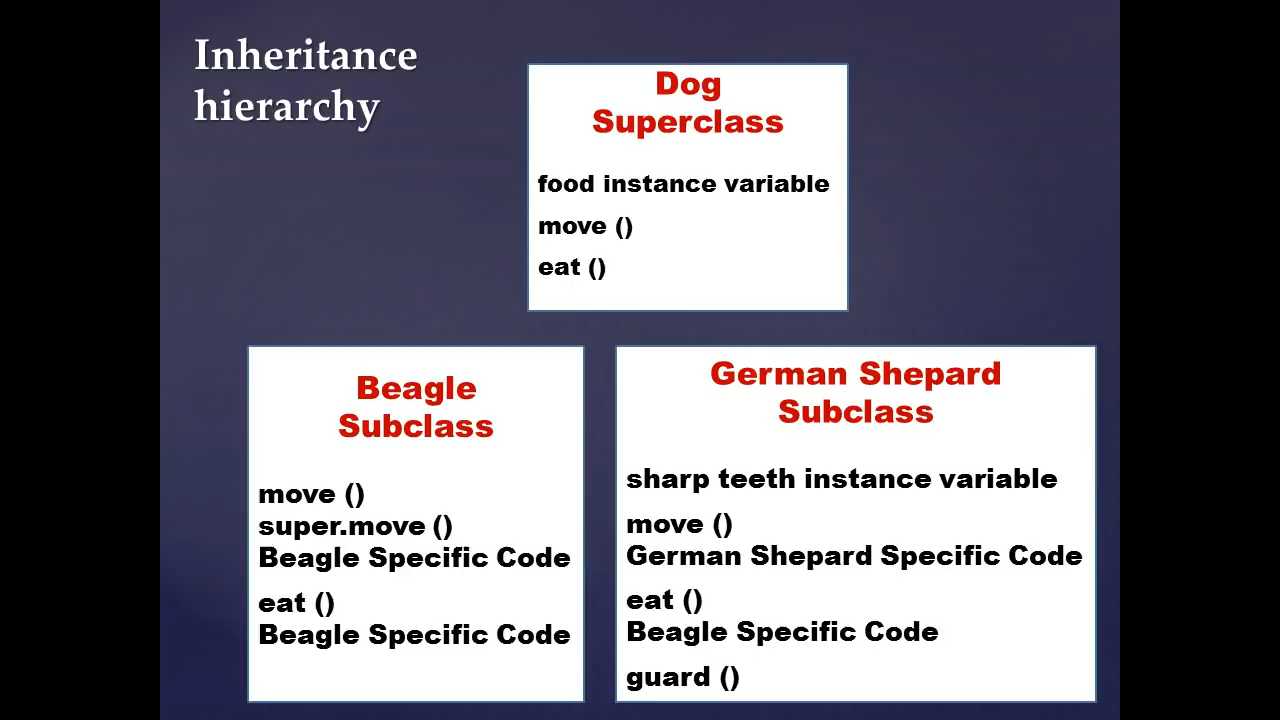 Inheritance
hierarchy
Dog
Superclass
food instance variable
move ()
eat ()
Beagle
Subclass
move ()
super.move ()
Beagle Specific Code
eat ()
Beagle Specific Code
German Shepard
Subclass
sharp teeth instance variable
move ()
German Shepard Specific Code
eat ()
Beagle Specific Code
guard ()